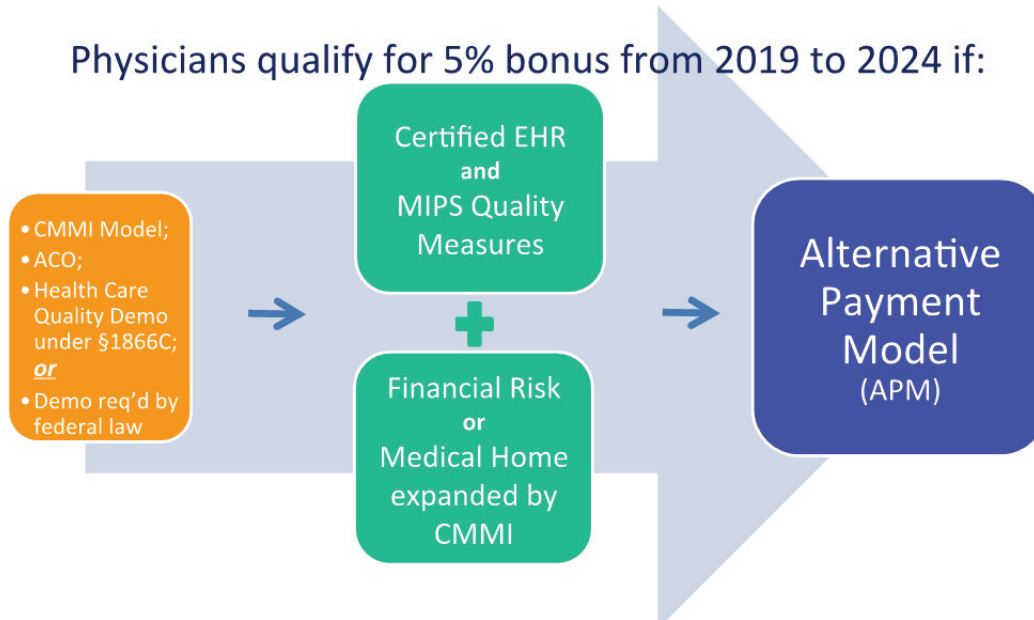 Physicians qualify for 5% bonus from 2019 to 2024 if:
• CMMI Model;
• ACO;
• Health Care
Quality Demo
under §1866C;
or
• Demo req’d by
federal law
Certified EHR
and
MIPS Quality
Measures
Financial Risk
or
Medical Home
expanded by
CMMI
Alternative
Payment
Model
(APM)